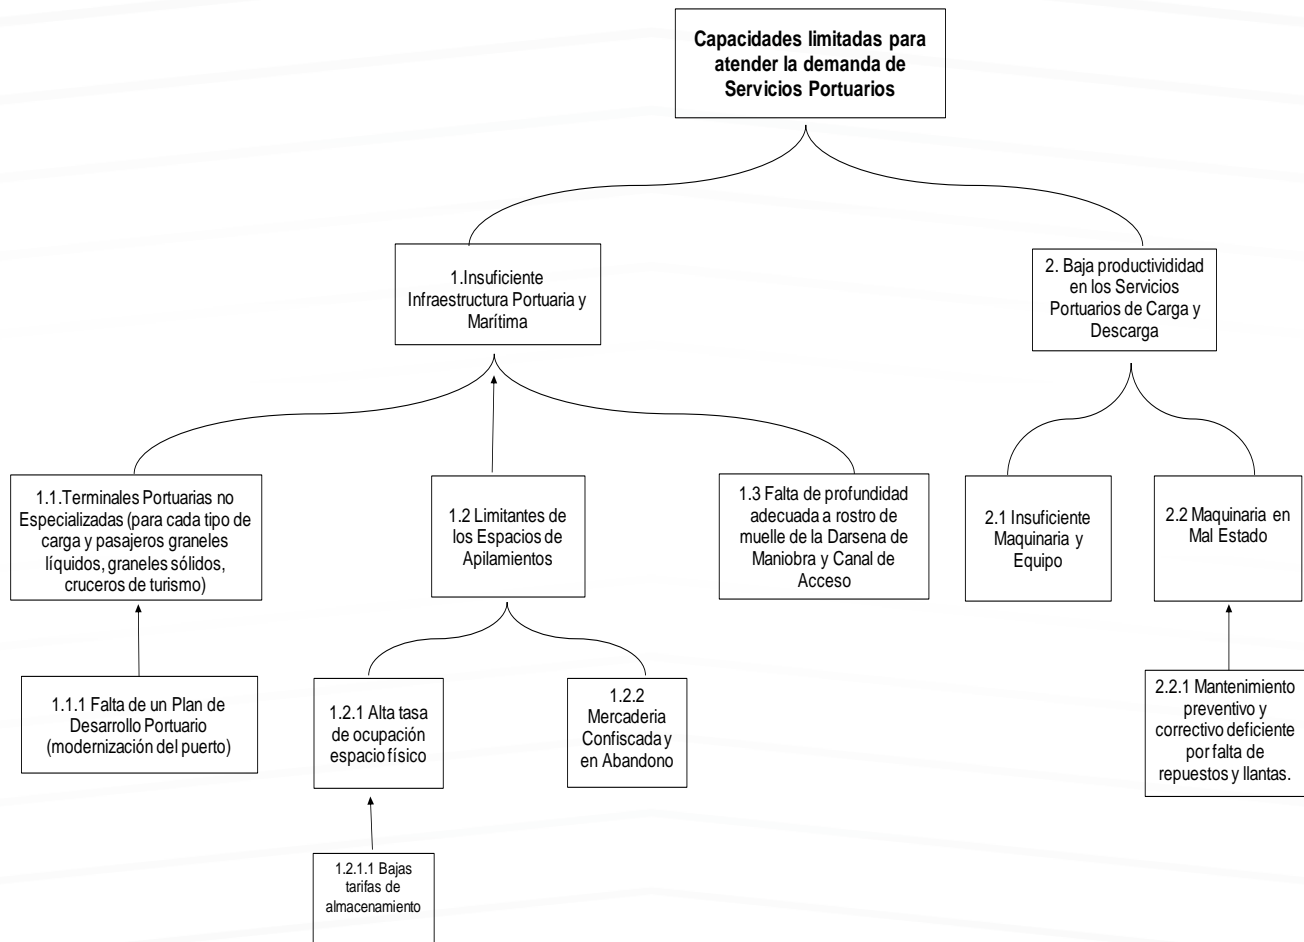 Capacidades limitadas para
atender la demanda de
Servicios Portuarios
1.Insuficiente
Infraestructura Portuaria y
Marítima
2. Baja productivididad
en los Servicios
Portuarios de Carga y
Descarga
1.1.Terminales Portuarias no
Especializadas (para cada tipo de
carga y pasajeros graneles
líquidos, graneles sólidos,
cruceros de turismo)
1.2 Limitantes de
los Espacios de
Apilamientos
1.3 Falta de profundidad
adecuada a rostro de
muelle de la Darsena de
Maniobra y Canal de
Acceso
2.1 Insuficiente
Maquinaria y
Equipo
2.2 Maquinaria en
Mal Estado
1.1.1 Falta de un Plan de
Desarrollo Portuario
(modernización del puerto)
1.2.1 Alta tasa
de ocupación
espacio físico
1.2.2
Mercaderia
Confiscada y
en Abandono
2.2.1 Mantenimiento
preventivo y
correctivo deficiente
por falta de
repuestos y llantas.
1.2.1.1 Bajas
tarifas de
almacenamiento